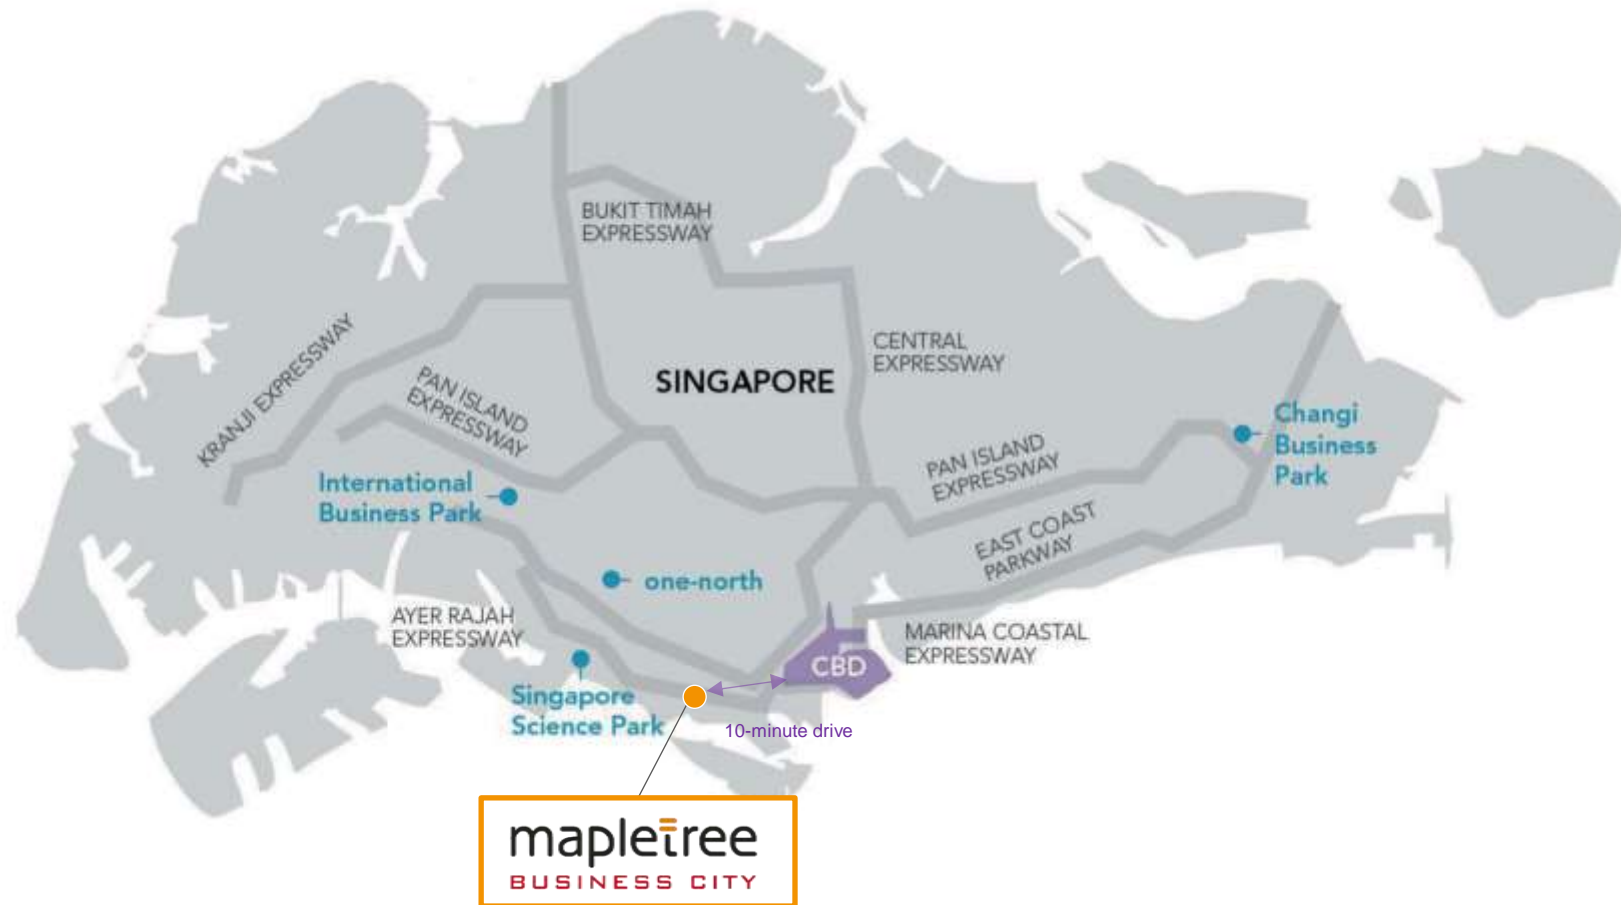 BUKIT TIMAH
EXPRESSWAY
KRANJI EXPRESSWAY
PAN ISLAND
EXPRESSWAY
SINGAPORE
CENTRAL
EXPRESSWAY
Changi
Business
Park
PAN ISLAND
EXPRESSWAY
International
Business Park
EAST COAST
PARKWAY
one-north
AYER RAJAH
EXPRESSWAY
MARINA COASTAL
EXPRESSWAY
CBD
Singapore
Science Park
10-minute drive
mapletree
BUSINESS CITY